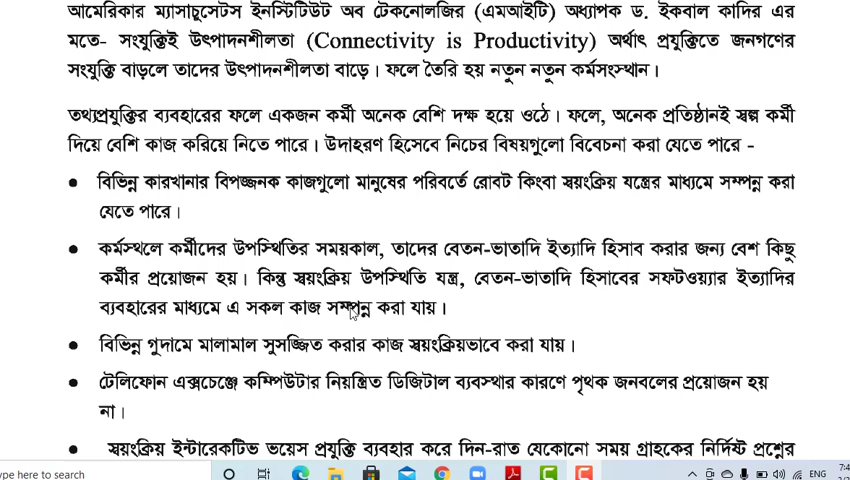 আমেরিকার ম্যাসাচুসেটস ইনস্টিটিউট অব টেকনোলজির (এমআইটি) অধ্যাপক ড. ইকবাল কাদির এর
মতে- সংযুক্তিই উৎপাদনশীলতা (Connectivity is Productivity) অর্থাৎ প্রযুক্তিতে জনগণের
সংযুক্তি বাড়লে তাদের উৎপাদনশীলতা বাড়ে। ফলে তৈরি হয় নতুন নতুন কর্মসংস্থান।
তথ্যপ্রযুক্তির ব্যবহারের ফলে একজন কর্মী অনেক বেশি দক্ষ হয়ে ওঠে। ফলে, অনেক প্রতিষ্ঠানই স্বল্প কর্মী
দিয়ে বেশি কাজ করিয়ে নিতে পারে। উদাহরণ হিসেবে নিচের বিষয়গুলো বিবেচনা করা যেতে পারে -
• বিভিন্ন কারখানার বিপজ্জনক কাজগুলো মানুষের পরিবর্তে রোবট কিংবা স্বয়ংক্রিয় যন্ত্রের মাধ্যমে সম্পন্ন করা
যেতে পারে।
• কর্মস্থলে কর্মীদের উপস্থিতির সময়কাল, তাদের বেতন-ভাতাদি ইত্যাদি হিসাব করার জন্য বেশ কিছু
কর্মীর প্রয়োজন হয়। কিন্তু স্বয়ংক্রিয় উপস্থিতি যন্ত্র, বেতন-ভাতাদি হিসাবের সফটওয়্যার ইত্যাদির
ব্যবহারের মাধ্যমে এ সকল কাজ সম্পন্ন করা যায়।
• বিভিন্ন গুদামে মালামাল সুসজ্জিত করার কাজ স্বয়ংক্রিয়ভাবে করা যায়।
• টেলিফোন এক্সচেঞ্জে কম্পিউটার নিয়ন্ত্রিত ডিজিটাল ব্যবস্থার কারণে পৃথক জনবলের প্রয়োজন হয়
না।
• স্বয়ংক্রিয় ইন্টারেকটিভ ভয়েস প্রযুক্তি ব্যবহার করে দিন-রাত যেকোনো সময় গ্রাহকের নির্দিষ্ট প্রশ্নের
ype here to search ENG 7:4